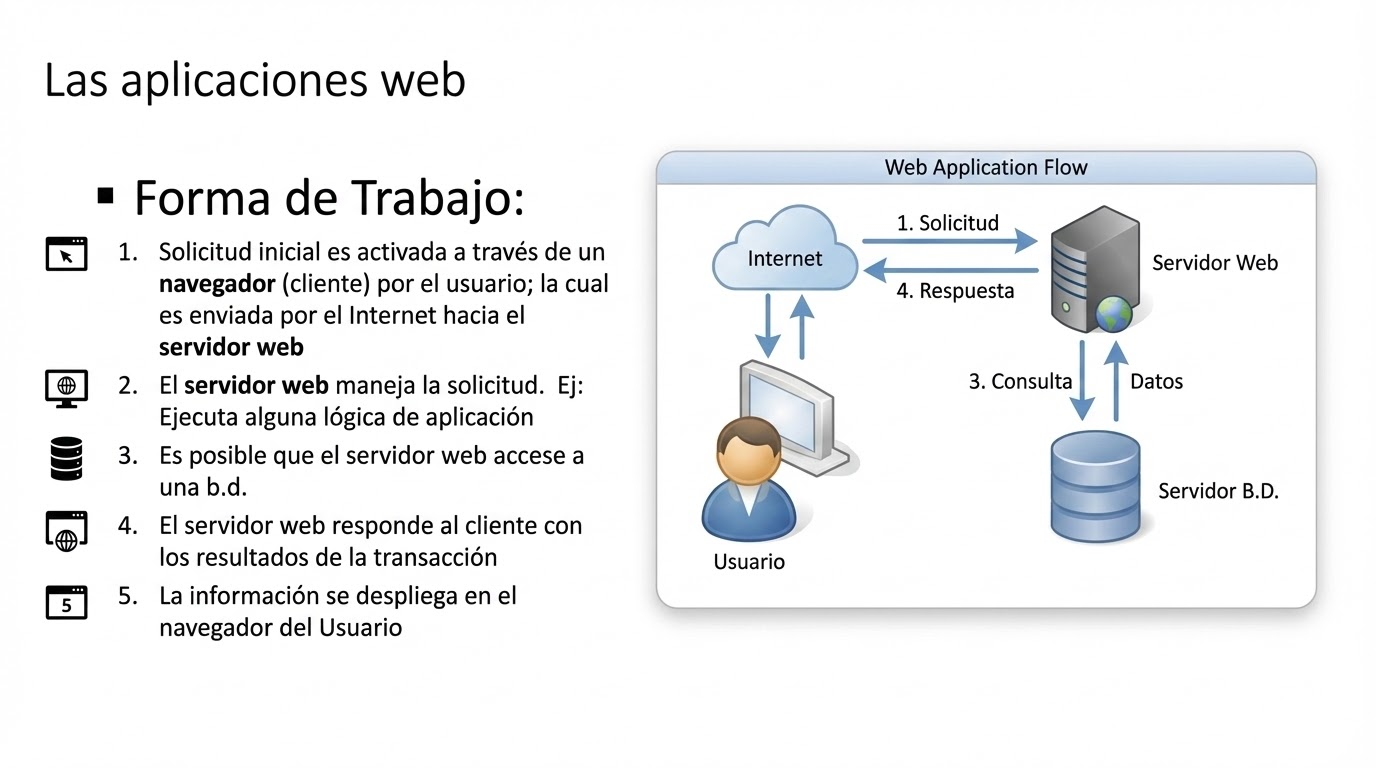 Las aplicaciones web
▪ Forma de Trabajo:
1. Solicitud inicial es activada a través de un
navegador (cliente) por el usuario; la cual
es enviada por el Internet hacia el
servidor web
2. El servidor web maneja la solicitud.  Ej:
Ejecuta alguna lógica de aplicación
3. Es posible que el servidor web accese a
una b.d.
4. El servidor web responde al cliente con
los resultados de la transacción
5
5. La información se despliega en el
navegador del Usuario
Web Application Flow
Internet
1. Solicitud
4. Respuesta
Servidor Web
3. Consulta
Datos
Servidor B.D.
Usuario